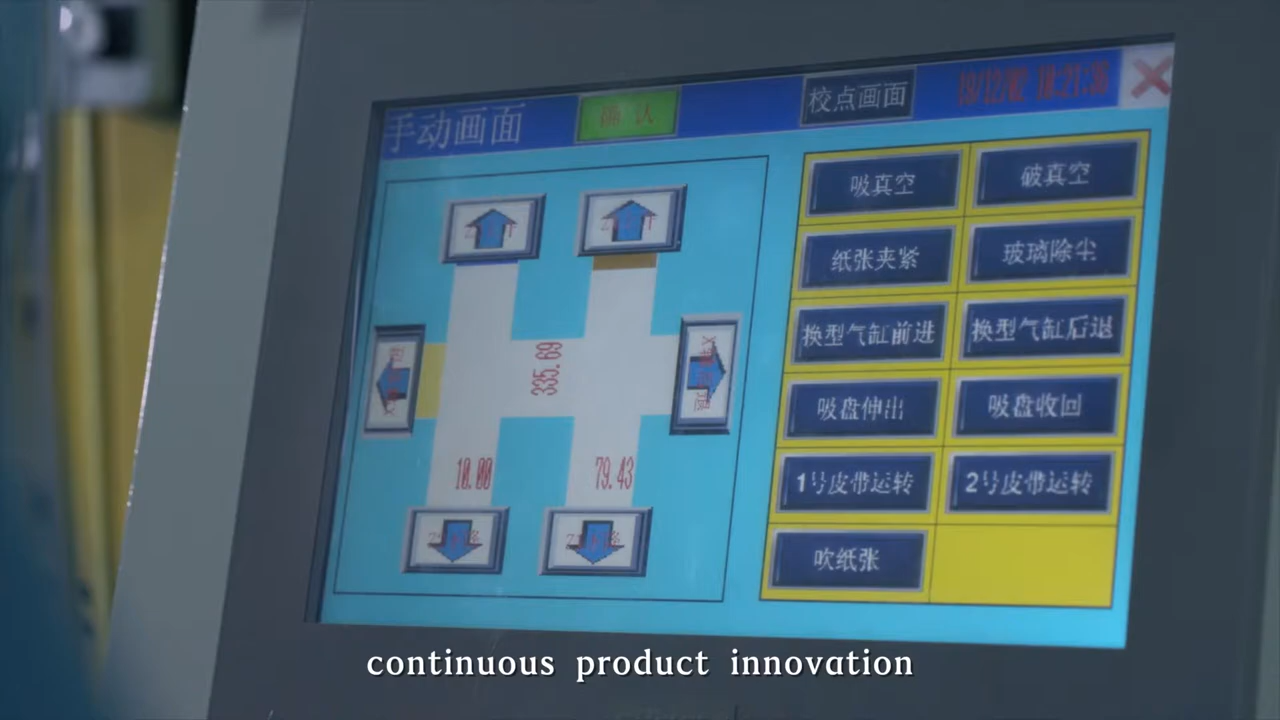 手动画面
确认
校点画面
335.69
10.00
79.43
吸真空
破真空
纸张夹紧
玻璃除尘
换型气缸前进
换型气缸后退
吸盘伸出
吸盘收回
1号皮带运转
2号皮带运转
吹纸张
continuous product innovation